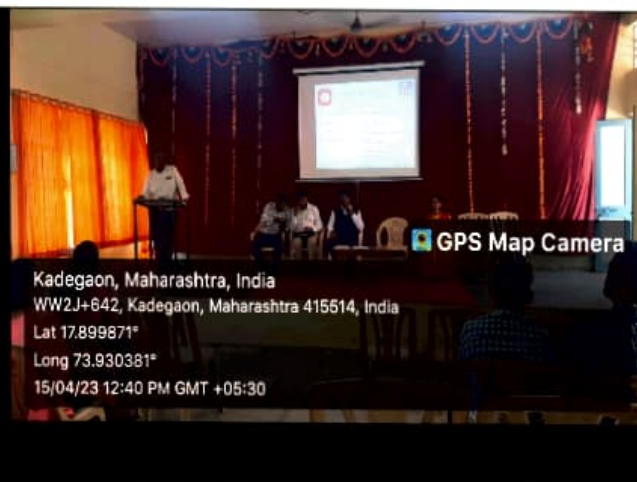 GPS Map Camera
Kadegaon, Maharashtra, India
WW2J+642, Kadegaon, Maharashtra 415514, India
Lat 17.899871°
Long 73.930381°
15/04/23 12:40 PM GMT +05:30